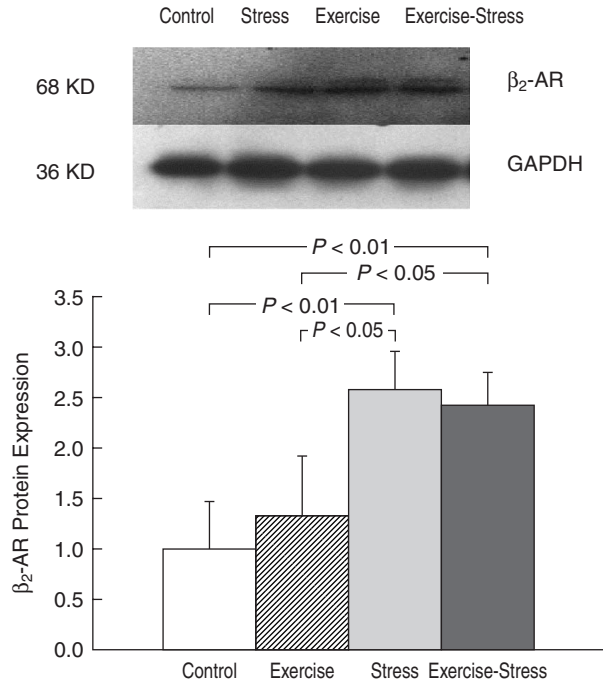 Control Stress Exercise Exercise-Stress
68 KD β₂-AR
36 KD GAPDH
P < 0.01
P < 0.05
P < 0.01
P < 0.05
β₂-AR Protein Expression
3.5
3.0
2.5
2.0
1.5
1.0
0.5
0.0
Control Exercise Stress Exercise-Stress